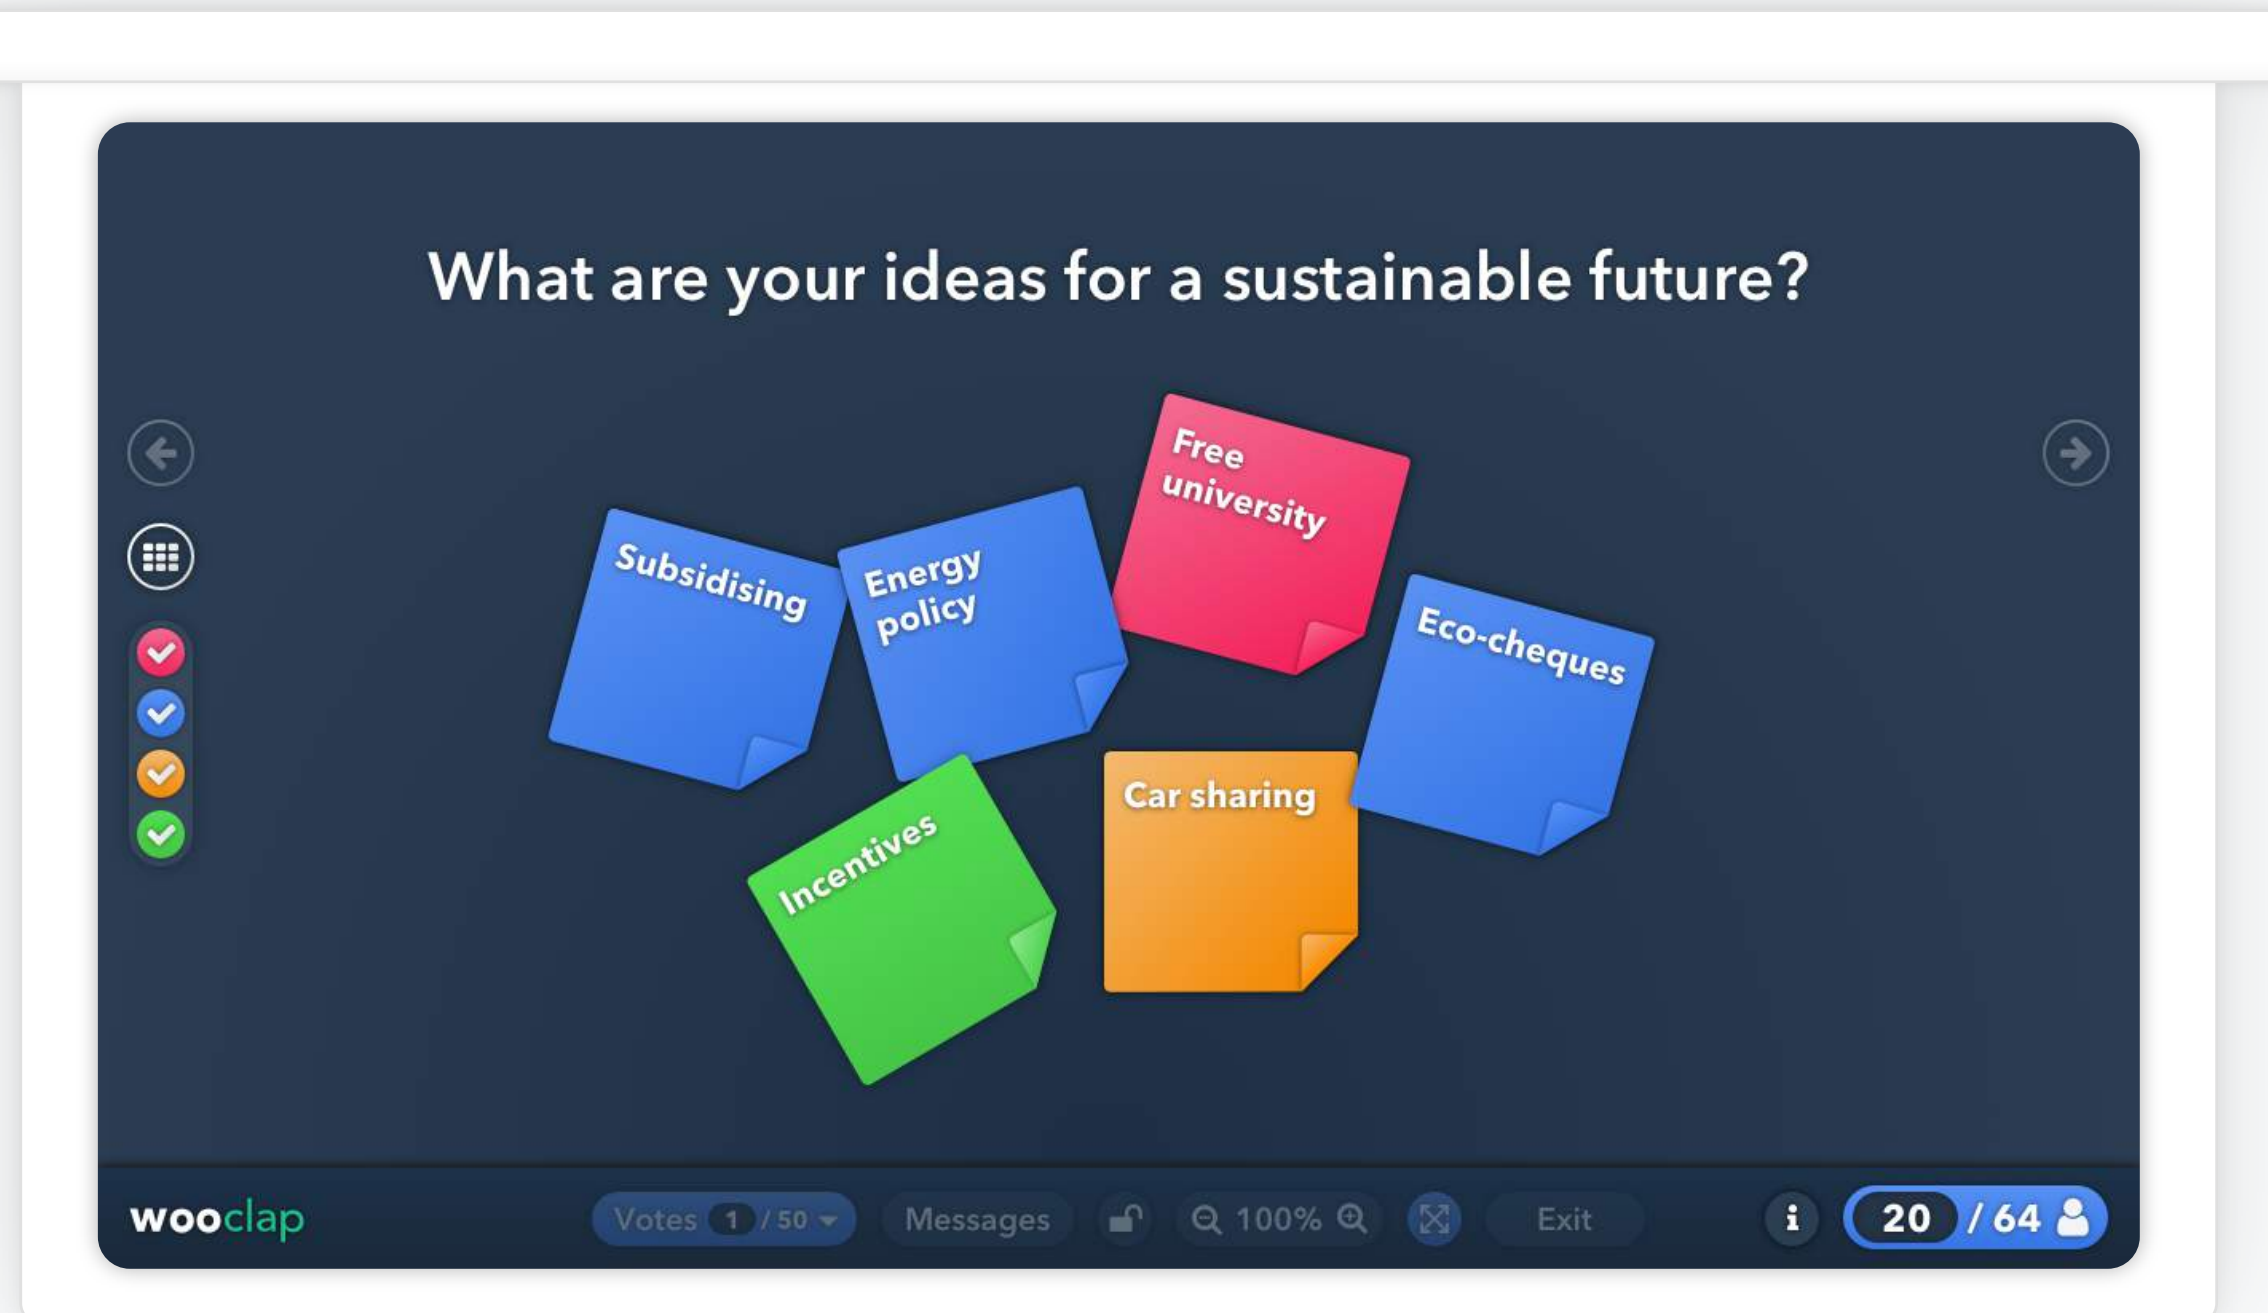 What are your ideas for a sustainable future?
Free
university
Subsidising
Energy
policy
Eco-cheques
Incentives
Car sharing
wooclap
Votes 1 / 50
Messages
100%
Exit
i
20 / 64